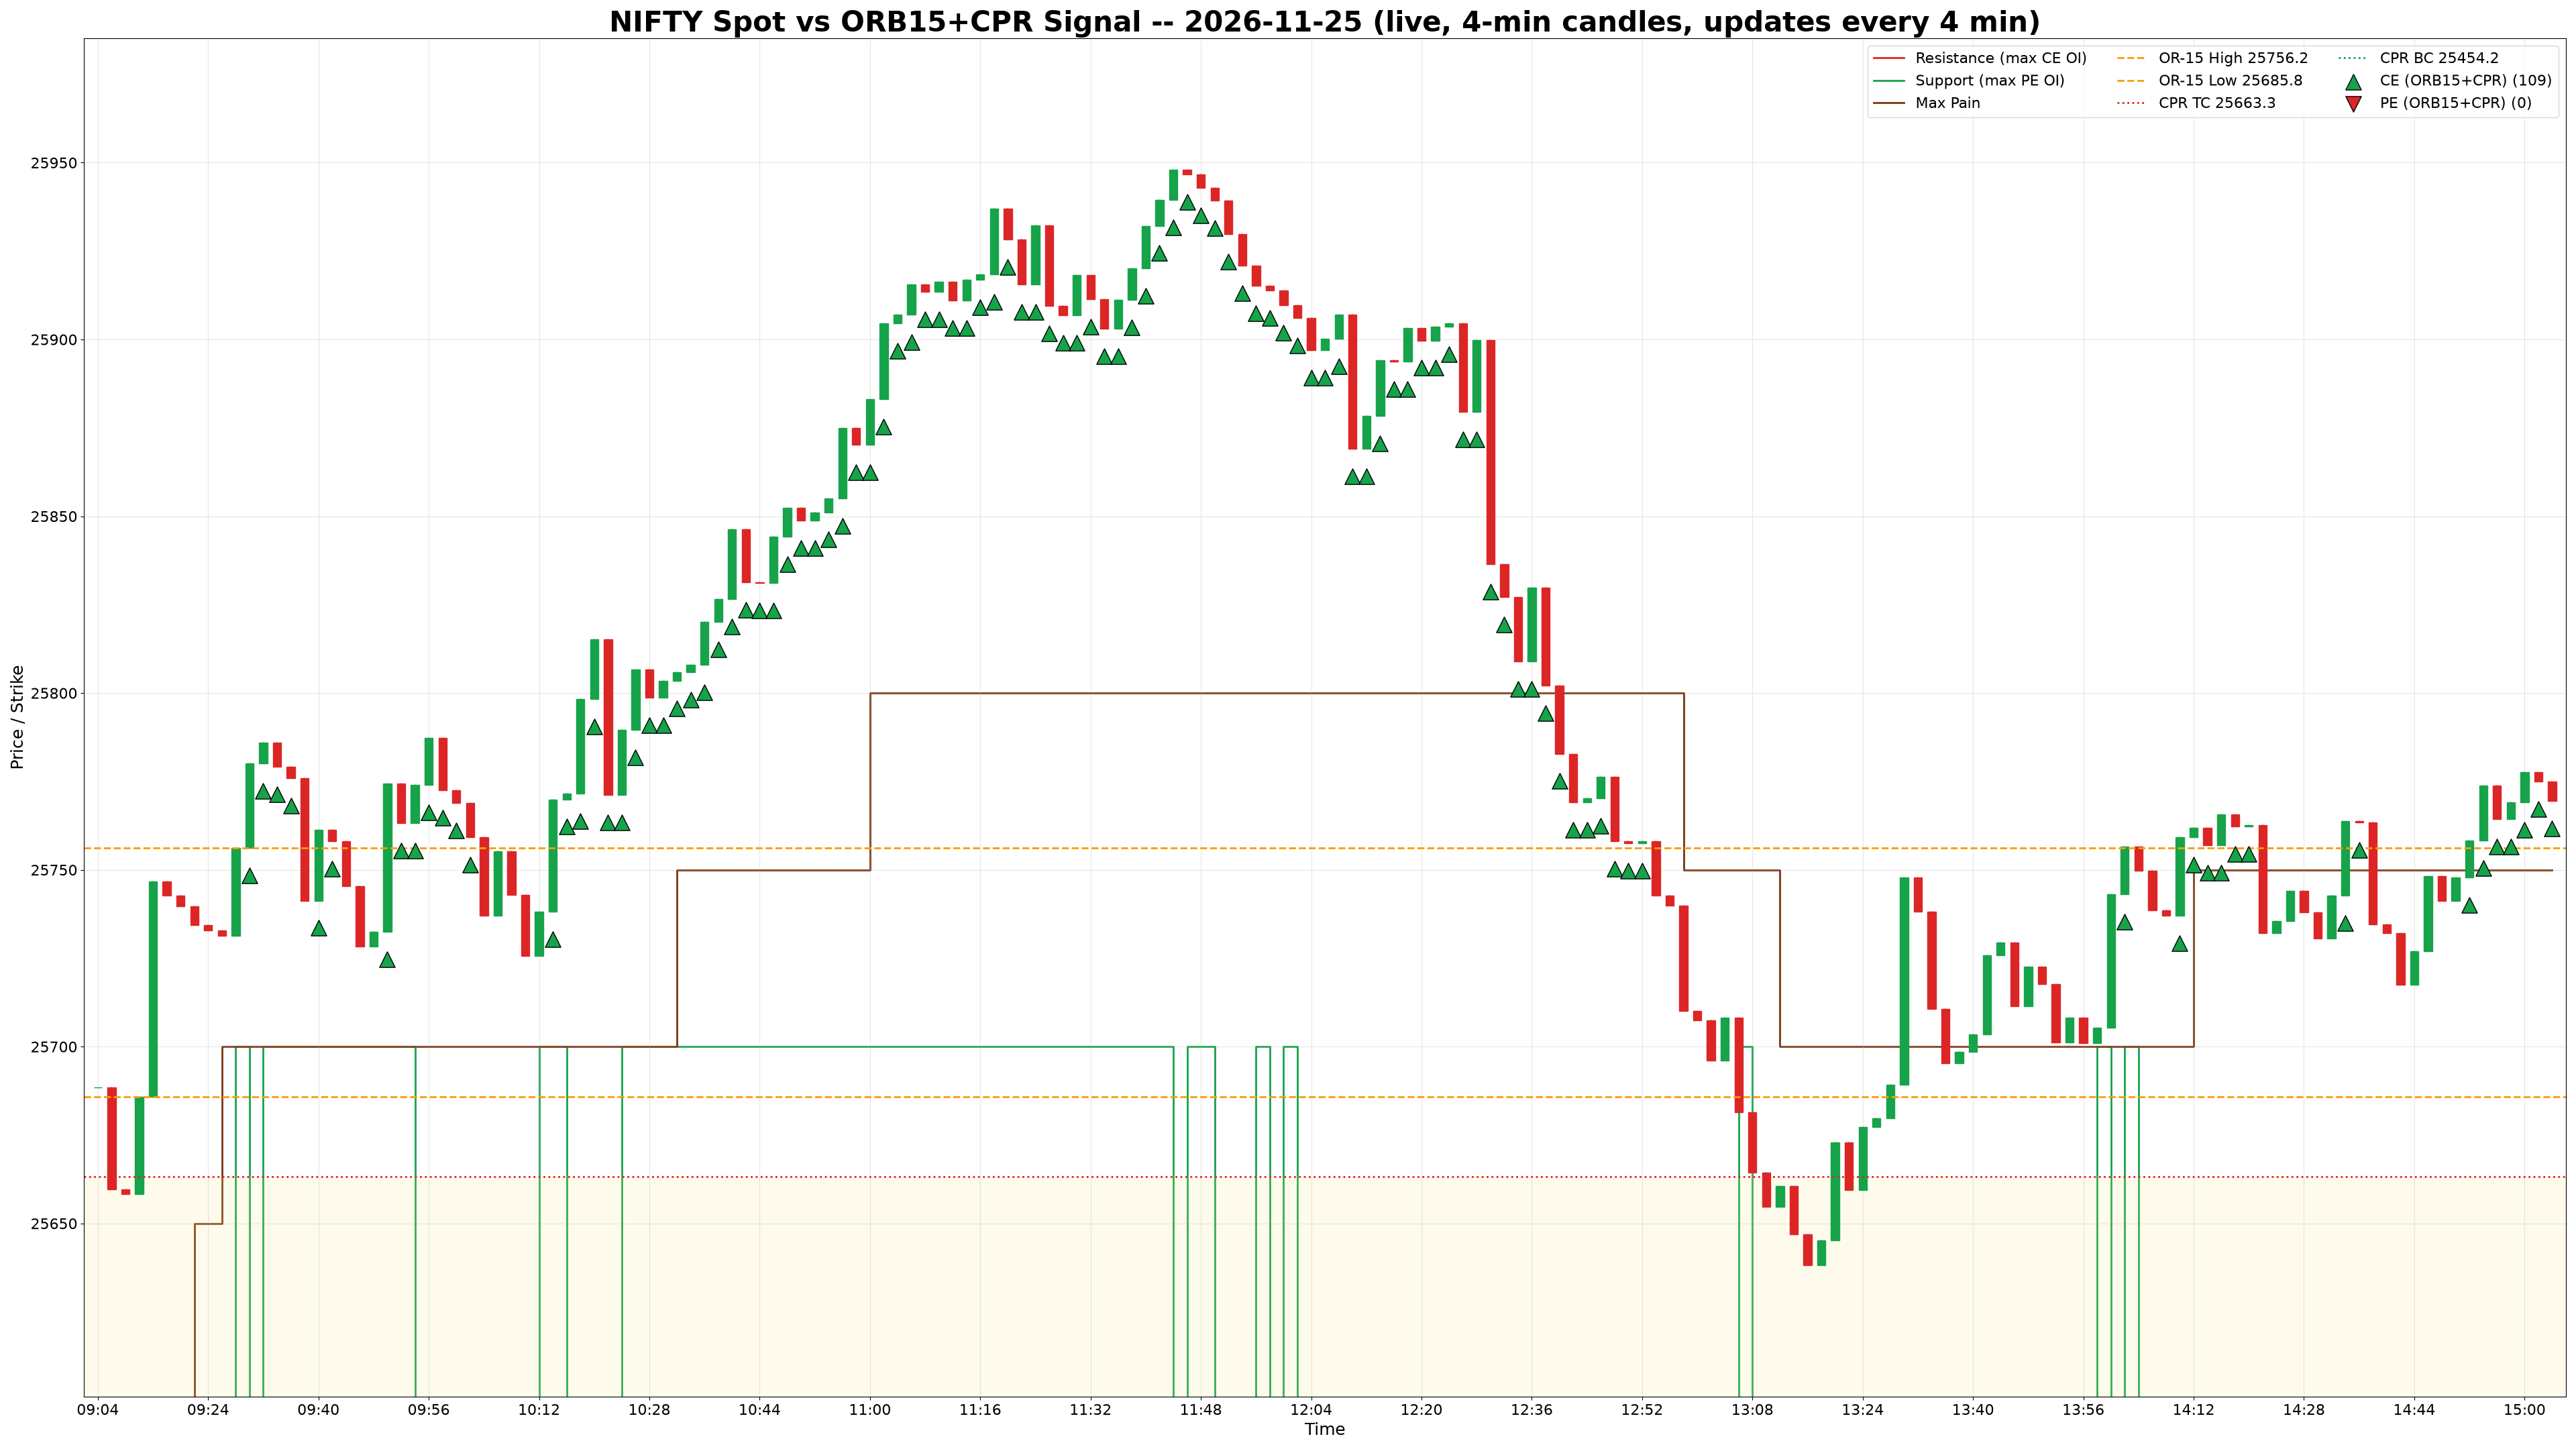 NIFTY Spot vs ORB15+CPR Signal -- 2026-11-25 (live, 4-min candles, updates every 4 min)
Resistance (max CE OI)
Support (max PE OI)
Max Pain
OR-15 High 25756.2
OR-15 Low 25685.8
CPR TC 25663.3
CPR BC 25454.2
CE (ORB15+CPR) (109)
PE (ORB15+CPR) (0)
Price / Strike
25950
25900
25850
25800
25750
25700
25650
09:04 09:24 09:40 09:56 10:12 10:28 10:44 11:00 11:16 11:32 11:48 12:04 12:20 12:36 12:52 13:08 13:24 13:40 13:56 14:12 14:28 14:44 15:00
Time